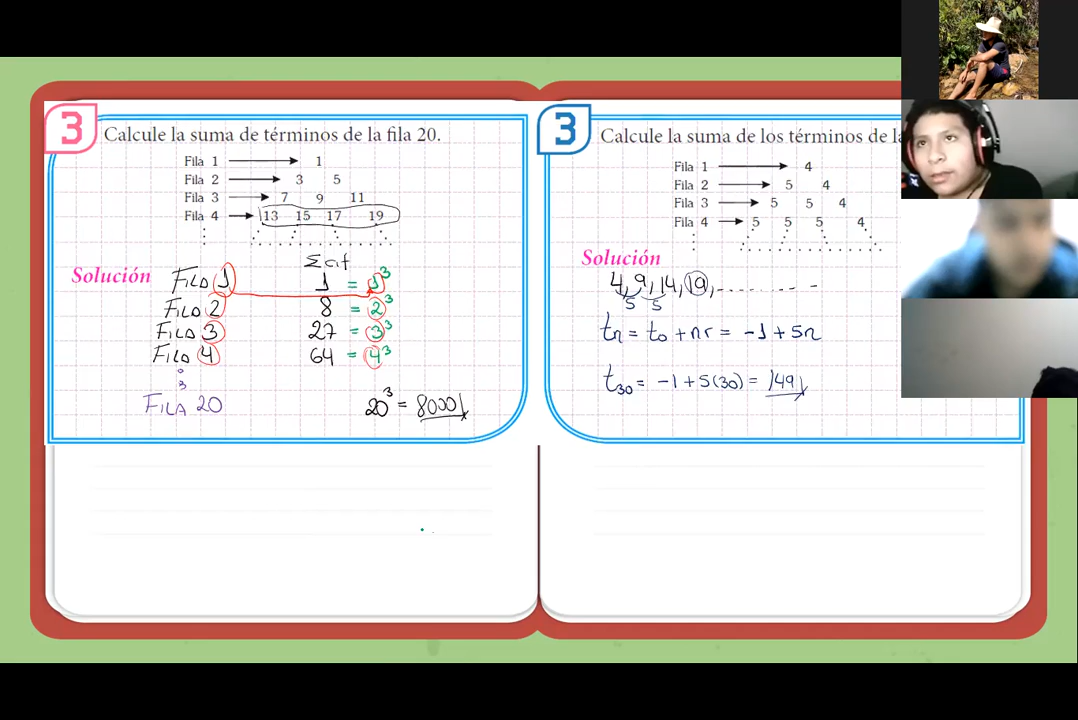 3
Calcule la suma de términos de la fila 20.
Fila 1 → 1
Fila 2 → 3 5
Fila 3 → 7 9 11
Fila 4 → 13 15 17 19
Solución
Σcat
FILA 1 1 = 1³
FILA 2 8 = 2³
FILA 3 27 = 3³
FILA 4 64 = 4³
FILA 20 20³ = 8000
3
Calcule la suma de los términos de la
Fila 1 → 4
Fila 2 → 5 4
Fila 3 → 5 5 4
Fila 4 → 5 5 5 4
Solución
4, 9, 14, 19, ........
5 5
tn = t0 + nr = -1 + 5n
t30 = -1 + 5(30) = 149